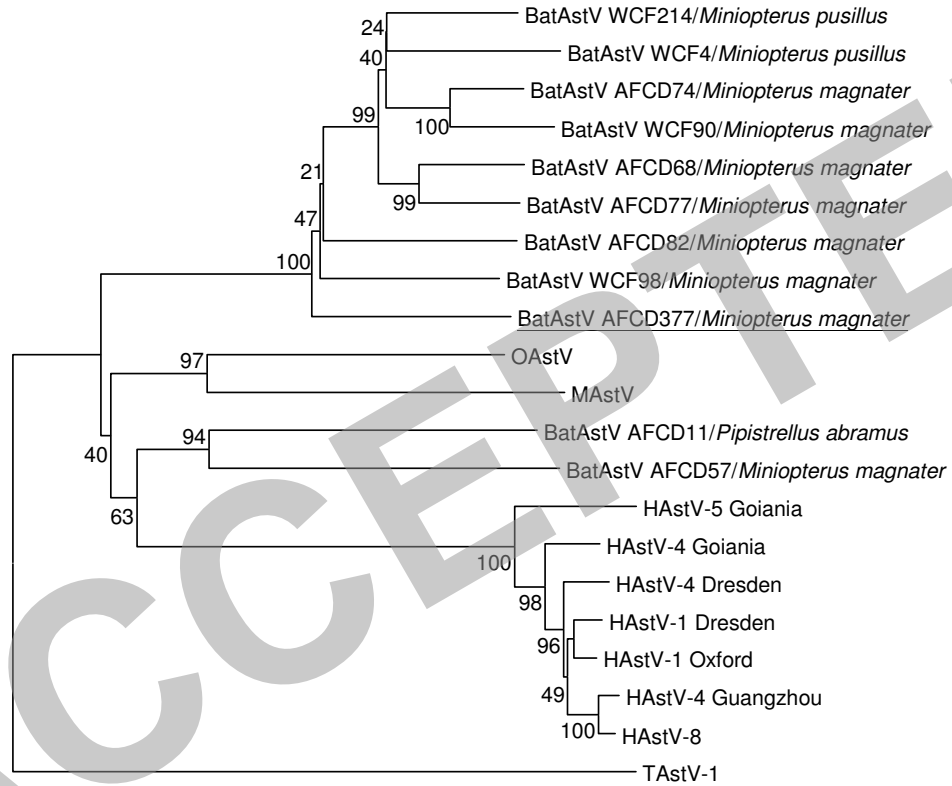 BatAstV WCF214/Miniopterus pusillus
24
BatAstV WCF4/Miniopterus pusillus
40
BatAstV AFCD74/Miniopterus magnater
99
100
BatAstV WCF90/Miniopterus magnater
BatAstV AFCD68/Miniopterus magnater
21
99
BatAstV AFCD77/Miniopterus magnater
47
BatAstV AFCD82/Miniopterus magnater
100
BatAstV WCF98/Miniopterus magnater
BatAstV AFCD377/Miniopterus magnater
97
OAstV
MAstV
94
BatAstV AFCD11/Pipistrellus abramus
40
BatAstV AFCD57/Miniopterus magnater
63
HAstV-5 Goiania
100
HAstV-4 Goiania
98
HAstV-4 Dresden
HAstV-1 Dresden
96
HAstV-1 Oxford
49
HAstV-4 Guangzhou
100
HAstV-8
TAstV-1
CCEPTE